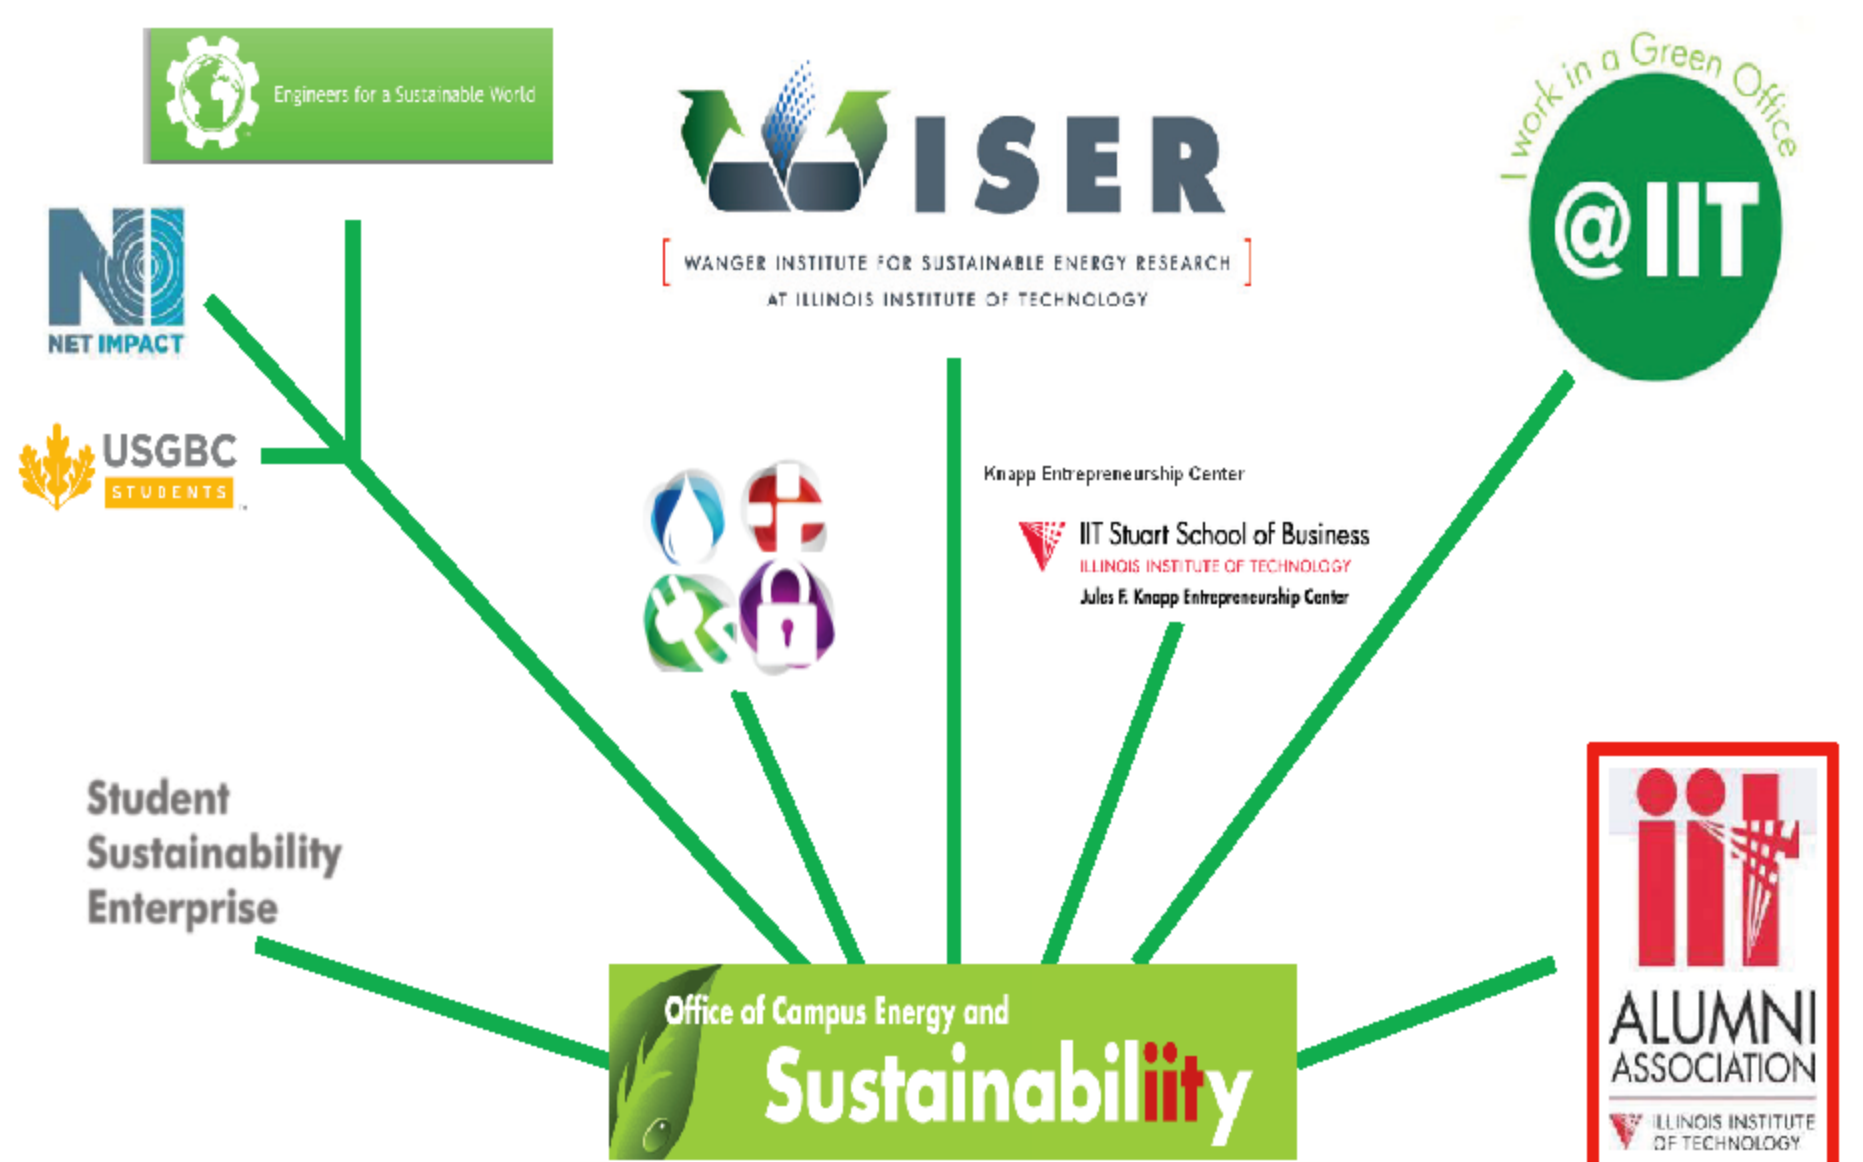 Engineers for a Sustainable World
WISER
WANGER INSTITUTE FOR SUSTAINABLE ENERGY RESEARCH
AT ILLINOIS INSTITUTE OF TECHNOLOGY
I work in a Green Office
@IIT
NI
NET IMPACT
USGBC
STUDENTS
Knapp Entrepreneurship Center
IIT Stuart School of Business
ILLINOIS INSTITUTE OF TECHNOLOGY
Jules F. Knapp Entrepreneurship Center
Student
Sustainability
Enterprise
Office of Campus Energy and
Sustainabiliity
iit
ALUMNI
ASSOCIATION
ILLINOIS INSTITUTE
OF TECHNOLOGY